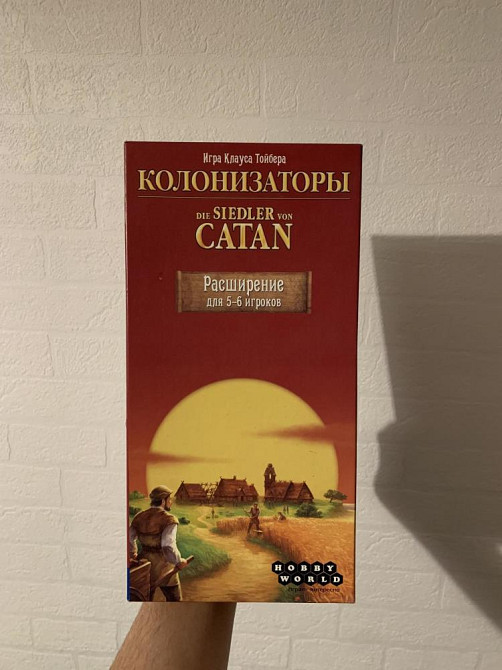 Игра Клауса Тойбера
КОЛОНИЗАТОРЫ
DIE SIEDLER VON
CATAN
Расширение
для 5-6 игроков
HOBBY
WORLD